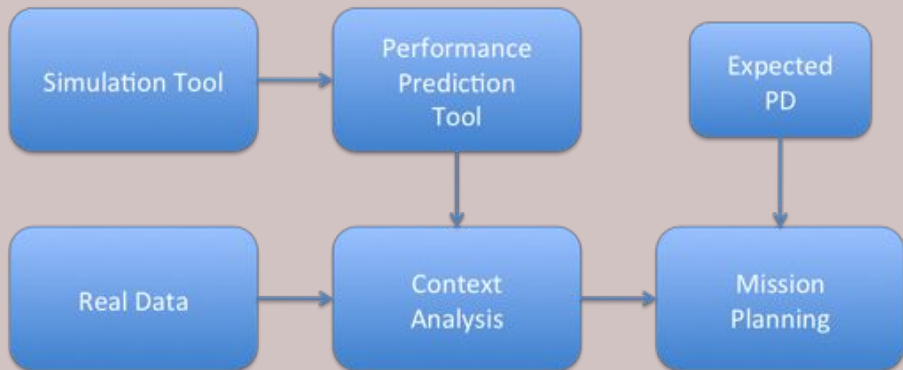 Simulation Tool
Performance
Prediction
Tool
Expected
PD
Real Data
Context
Analysis
Mission
Planning